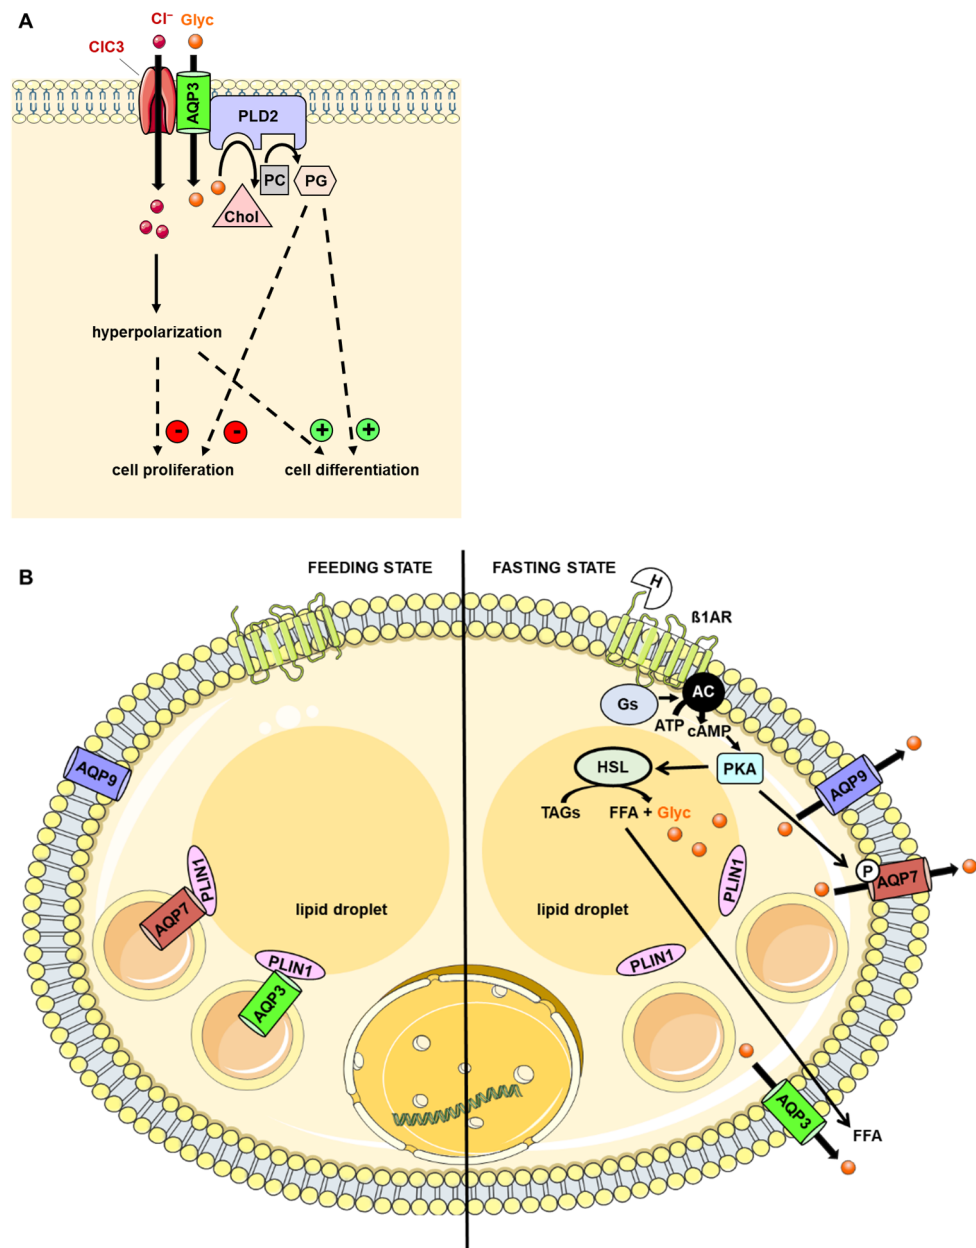 A
Cl⁻ Glyc
ClC3
AQP3
PLD2
PC
PG
Chol
hyperpolarization
- - + +
cell proliferation
cell differentiation
B
FEEDING STATE
FASTING STATE
H
ß1AR
AC
Gs
ATP
cAMP
HSL
PKA
AQP9
AQP9
TAGs
FFA + Glyc
P
AQP7
PLIN1
PLIN1
AQP7
lipid droplet
lipid droplet
PLIN1
PLIN1
AQP3
AQP3
FFA